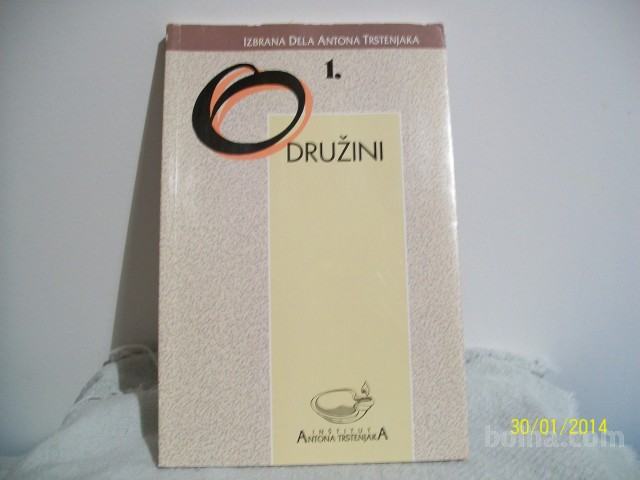 IZBRANA DELA ANTONA TRSTENJAKA
1.
O
DRUŽINI
INŠTITUT
ANTONA TRSTENJAKA
30/01/2014
bolha.com